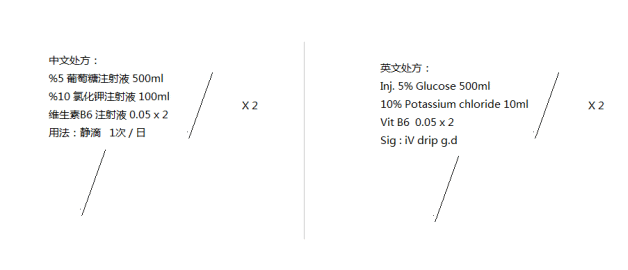 中文处方：
%5 葡萄糖注射液 500ml
%10 氯化钾注射液 100ml
维生素B6 注射液 0.05 x 2
用法：静滴 1次 / 日
X 2
英文处方：
Inj. 5% Glucose 500ml
10% Potassium chloride 10ml
Vit B6 0.05 x 2
Sig : iV drip g.d
X 2